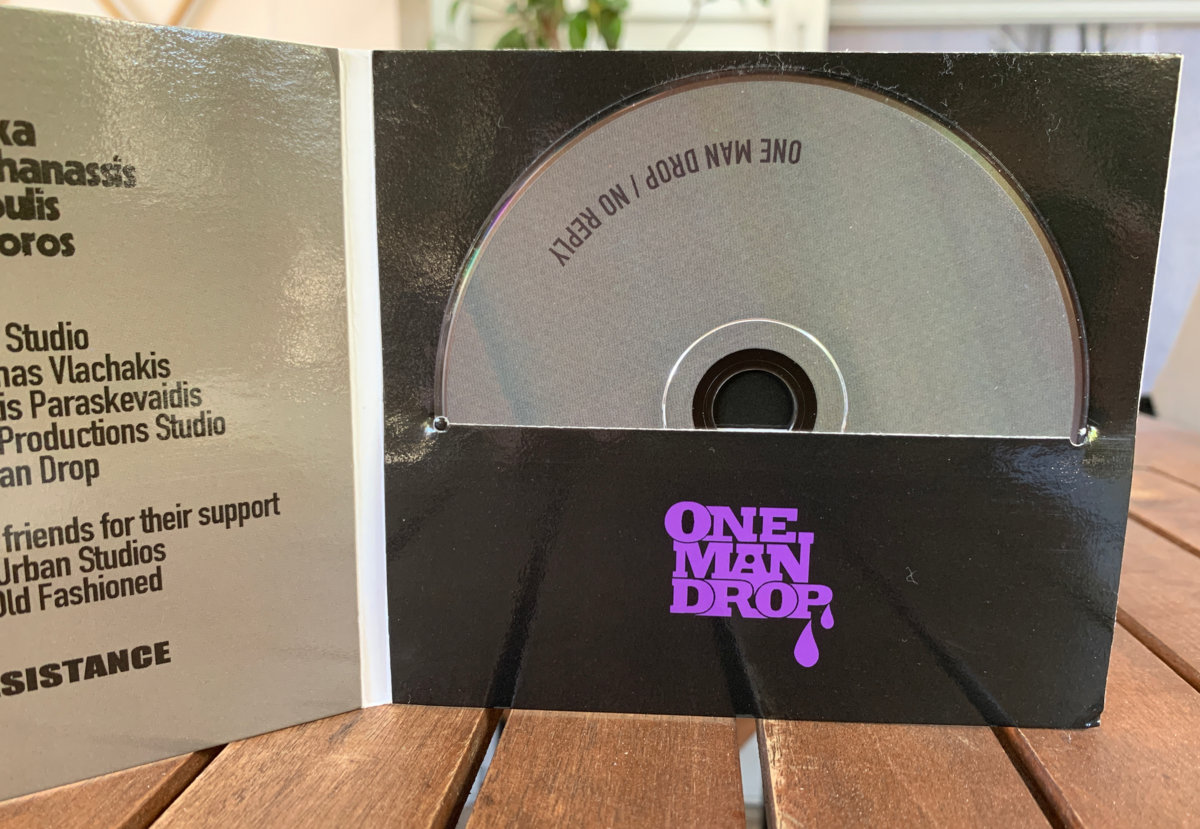 ka
hanassis
oulis
oros
Studio
nas Vlachakis
is Paraskevaidis
Productions Studio
an Drop
friends for their support
Urban Studios
Old Fashioned
SISTANCE
ONE MAN DROP / NO REPLY
ONE
MAN
DROP